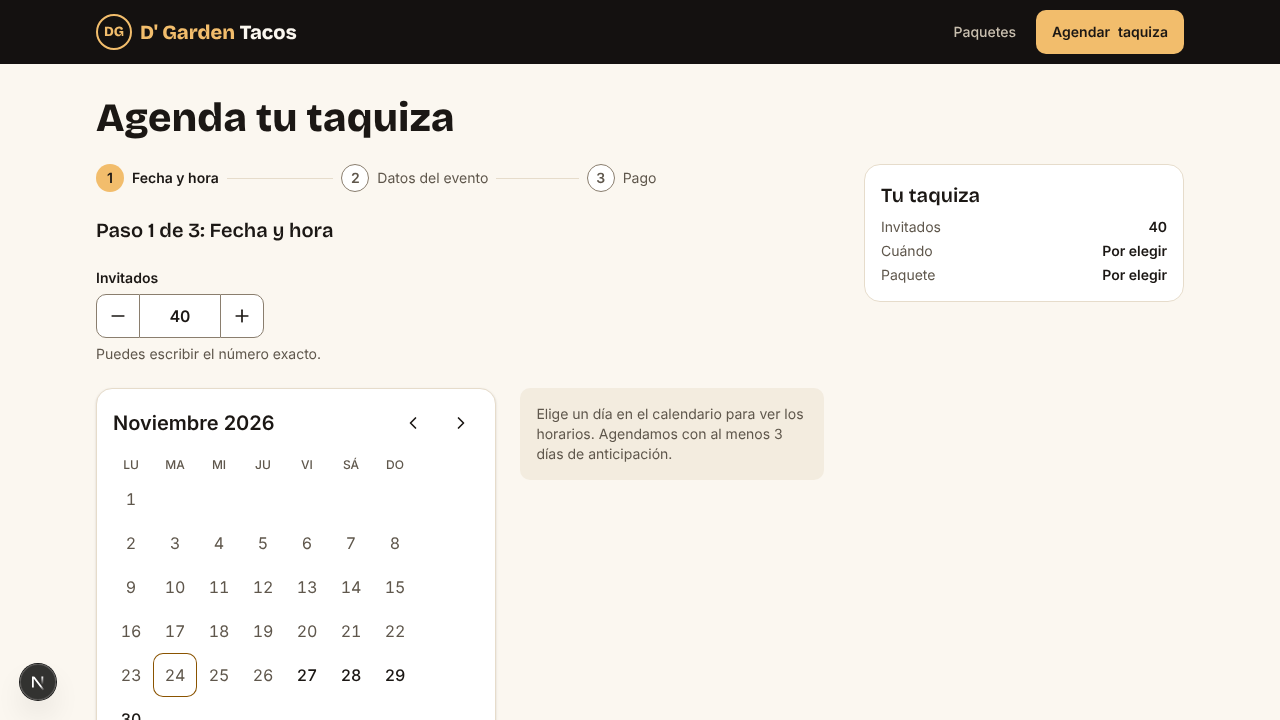 DG D' Garden Tacos
Paquetes
Agendar taquiza
Agenda tu taquiza
1 Fecha y hora
2 Datos del evento
3 Pago
Paso 1 de 3: Fecha y hora
Invitados
− 40 +
Puedes escribir el número exacto.
Noviembre 2026
LU MA MI JU VI SÁ DO
1
2 3 4 5 6 7 8
9 10 11 12 13 14 15
16 17 18 19 20 21 22
23 24 25 26 27 28 29
30
Elige un día en el calendario para ver los
horarios. Agendamos con al menos 3
días de anticipación.
Tu taquiza
Invitados 40
Cuándo Por elegir
Paquete Por elegir
N